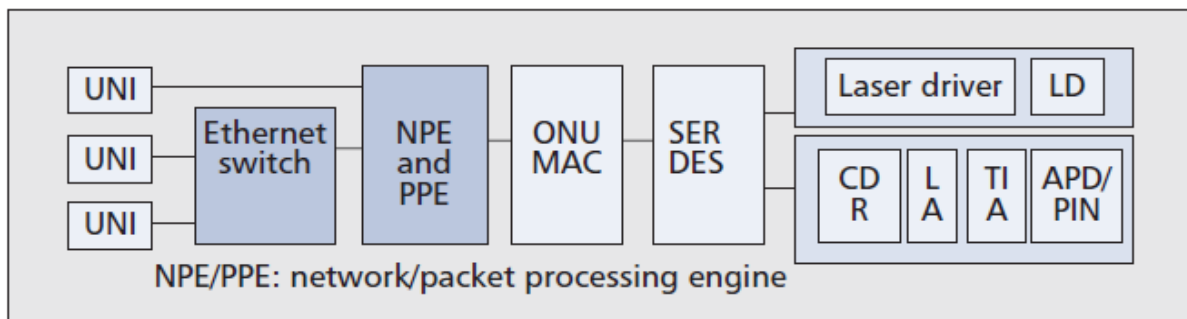 UNI
UNI
UNI
Ethernet
switch
NPE
and
PPE
ONU
MAC
SER
DES
Laser driver
LD
CD
R
L
A
TI
A
APD/
PIN
NPE/PPE: network/packet processing engine